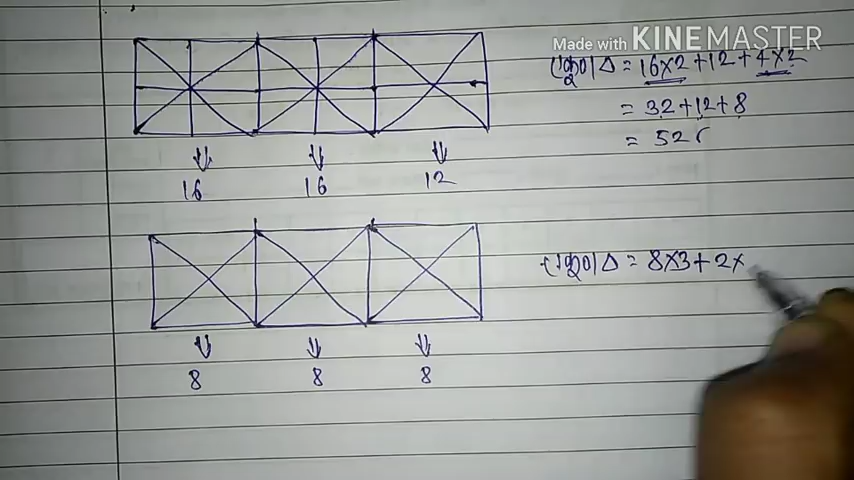 Made with KINEMASTER
Δ = 16×2 + 12 + 4×2
= 32 + 12 + 8
= 52
16 16 12
Δ = 8×3 + 2×
8 8 8